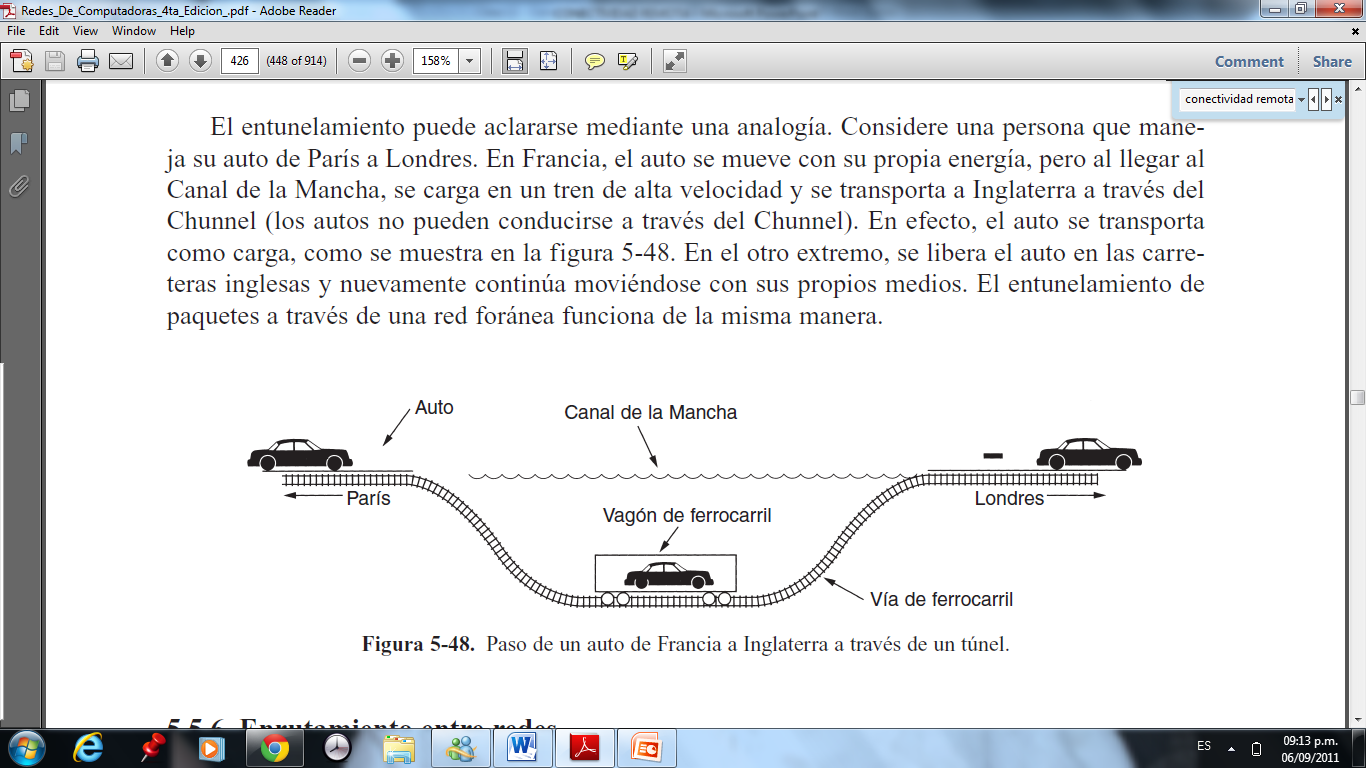 Redes_De_Computadoras_4ta_Edicion_.pdf - Adobe Reader
File Edit View Window Help
426 (448 of 914) 158% Comment Share
conectividad remota
El entunelamiento puede aclararse mediante una analogía. Considere una persona que mane-
ja su auto de París a Londres. En Francia, el auto se mueve con su propia energía, pero al llegar al
Canal de la Mancha, se carga en un tren de alta velocidad y se transporta a Inglaterra a través del
Chunnel (los autos no pueden conducirse a través del Chunnel). En efecto, el auto se transporta
como carga, como se muestra en la figura 5-48. En el otro extremo, se libera el auto en las carre-
teras inglesas y nuevamente continúa moviéndose con sus propios medios. El entunelamiento de
paquetes a través de una red foránea funciona de la misma manera.
Auto
Canal de la Mancha
París
Londres
Vagón de ferrocarril
Vía de ferrocarril
Figura 5-48. Paso de un auto de Francia a Inglaterra a través de un túnel.
5.5.6 Enrutamiento entre redes
ES
09:13 p.m.
06/09/2011